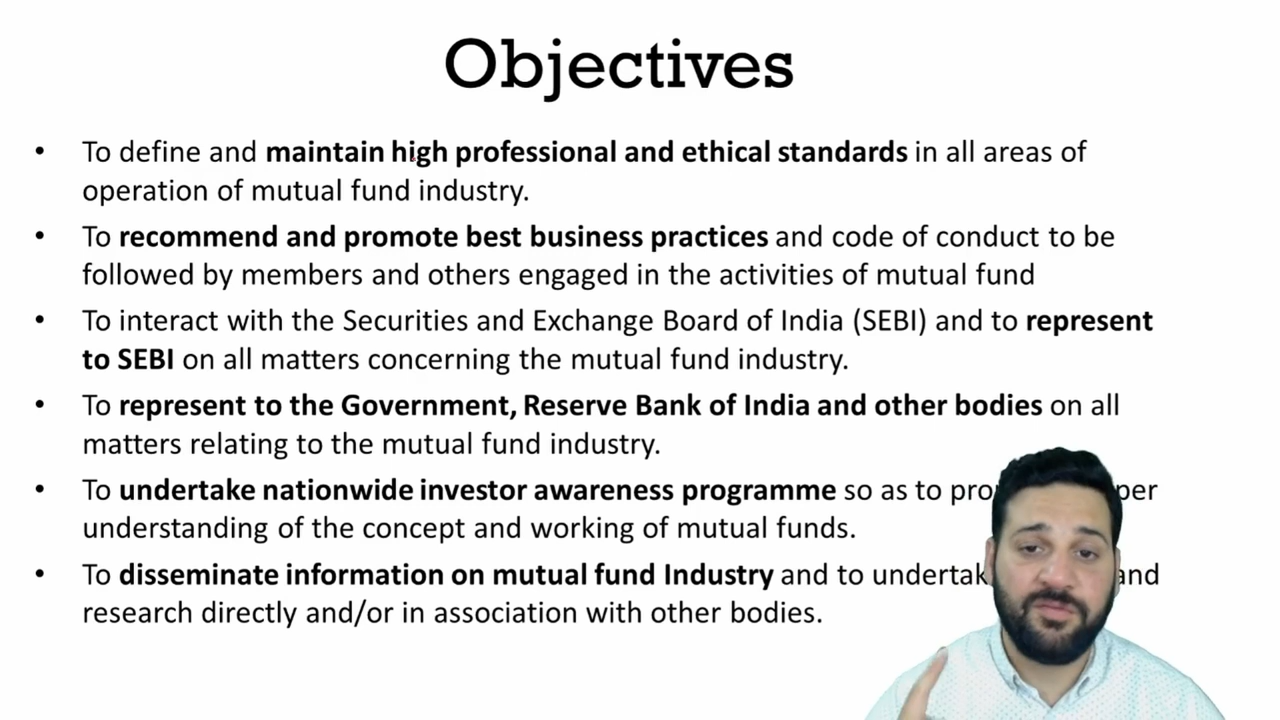 Objectives
• To define and maintain high professional and ethical standards in all areas of
operation of mutual fund industry.
• To recommend and promote best business practices and code of conduct to be
followed by members and others engaged in the activities of mutual fund
• To interact with the Securities and Exchange Board of India (SEBI) and to represent
to SEBI on all matters concerning the mutual fund industry.
• To represent to the Government, Reserve Bank of India and other bodies on all
matters relating to the mutual fund industry.
• To undertake nationwide investor awareness programme so as to
understanding of the concept and working of mutual funds.
• To disseminate information on mutual fund Industry and to and
research directly and/or in association with other bodies.